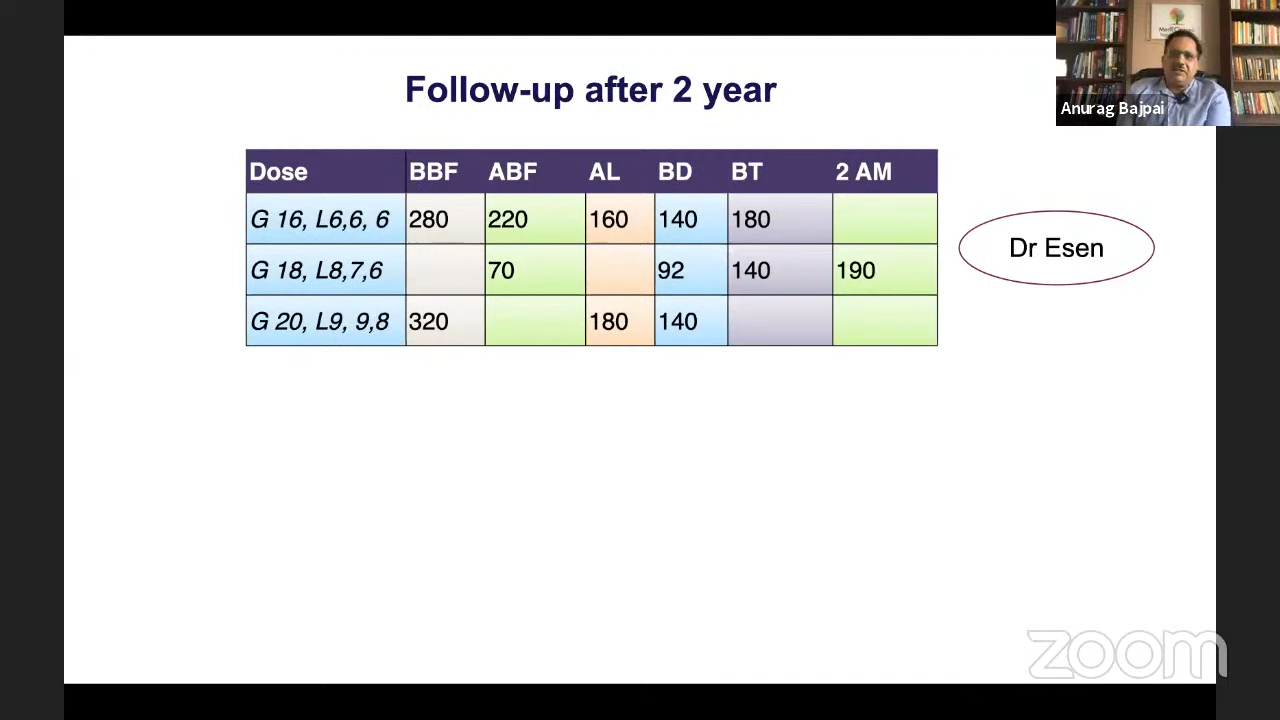 Follow-up after 2 year
Anurag Bajpai
Dose BBF ABF AL BD BT 2 AM
G 16, L6,6, 6 280 220 160 140 180
G 18, L8,7,6 70 92 140 190
G 20, L9, 9,8 320 180 140
Dr Esen
zoom